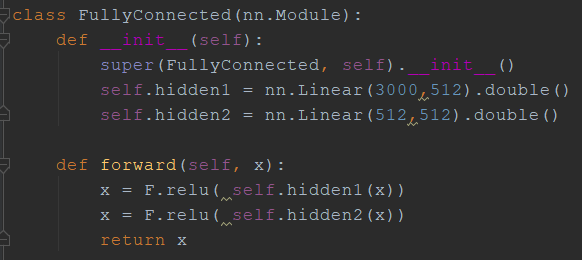 class FullyConnected(nn.Module):
    def __init__(self):
        super(FullyConnected, self).__init__()
        self.hidden1 = nn.Linear(3000,512).double()
        self.hidden2 = nn.Linear(512,512).double()

    def forward(self, x):
        x = F.relu( self.hidden1(x))
        x = F.relu( self.hidden2(x))
        return x